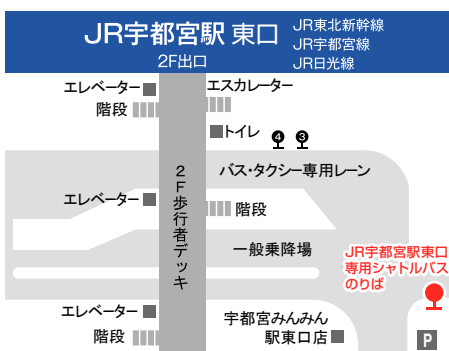 JR宇都宮駅 東口
JR東北新幹線
JR宇都宮線
JR日光線
2F出口
エレベーター
階段
エスカレーター
トイレ
4
3
バス・タクシー専用レーン
2F歩行者デッキ
エレベーター
階段
一般乗降場
JR宇都宮駅東口
専用シャトルバス
のりば
エレベーター
階段
宇都宮みんみん
駅東口店
P